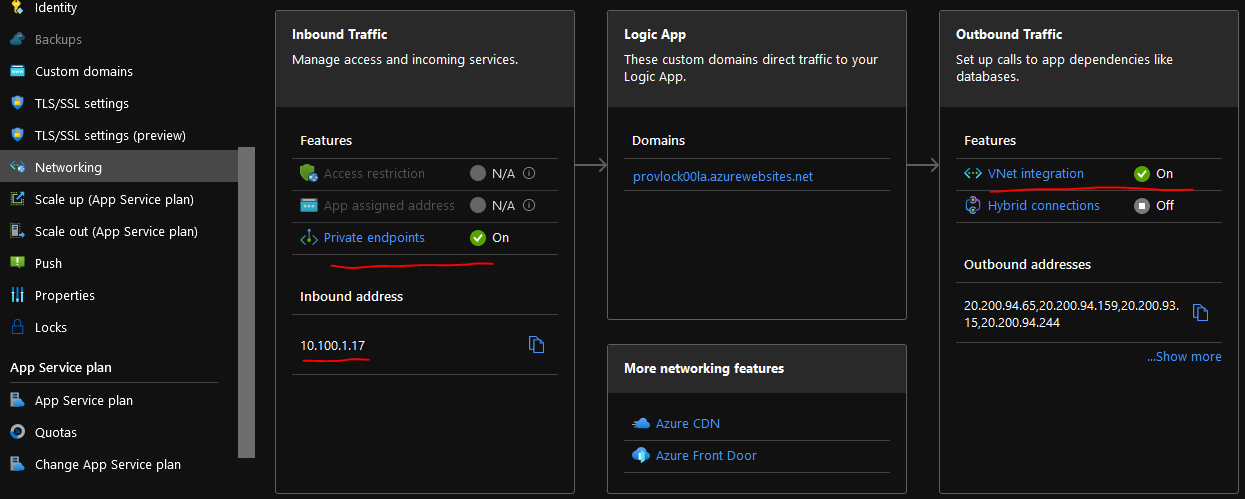 Identity
Backups
Custom domains
TLS/SSL settings
TLS/SSL settings (preview)
Networking
Scale up (App Service plan)
Scale out (App Service plan)
Push
Properties
Locks
App Service plan
App Service plan
Quotas
Change App Service plan
Inbound Traffic
Manage access and incoming services.
Features
Access restriction N/A
App assigned address N/A
Private endpoints On
Inbound address
10.100.1.17
Logic App
These custom domains direct traffic to your
Logic App.
Domains
provlock00la.azurewebsites.net
More networking features
Azure CDN
Azure Front Door
Outbound Traffic
Set up calls to app dependencies like
databases.
Features
VNet integration On
Hybrid connections Off
Outbound addresses
20.200.94.65,20.200.94.159,20.200.93.
15,20.200.94.244
...Show more